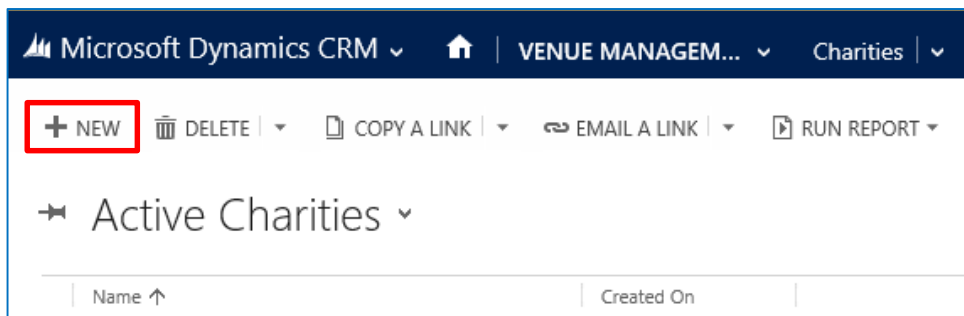 Microsoft Dynamics CRM VENUE MANAGEM... Charities
NEW DELETE COPY A LINK EMAIL A LINK RUN REPORT
Active Charities
Name Created On